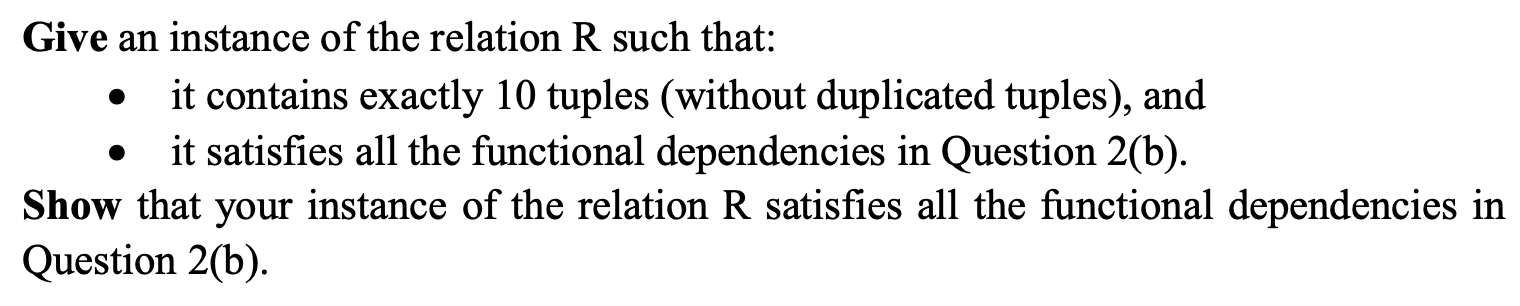 Give an instance of the relation R such that:
• it contains exactly 10 tuples (without duplicated tuples), and
• it satisfies all the functional dependencies in Question 2(b).
Show that your instance of the relation R satisfies all the functional dependencies in
Question 2(b).